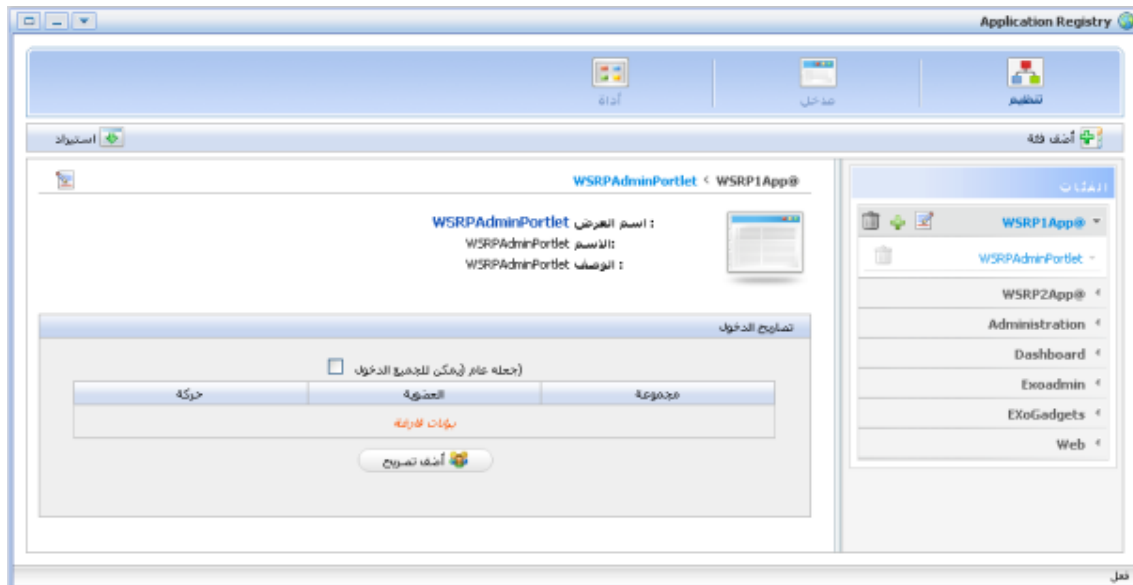 Application Registry
تنظيم
مدخل
أداة
أضف فئة
استيراد
الفئات
WSRP1App@
WSRPAdminPortlet
WSRP2App@
Administration
Dashboard
Exoadmin
EXoGadgets
Web
WSRPAdminPortlet < WSRP1App@
اسم العرض: WSRPAdminPortlet
الاسم: WSRPAdminPortlet
الوصف: WSRPAdminPortlet
تصاريح الدخول
(جعله عام (يمكن للجميع الدخول
مجموعة العضوية حركة
بيانات فارغة
أضف تصريح
فعل